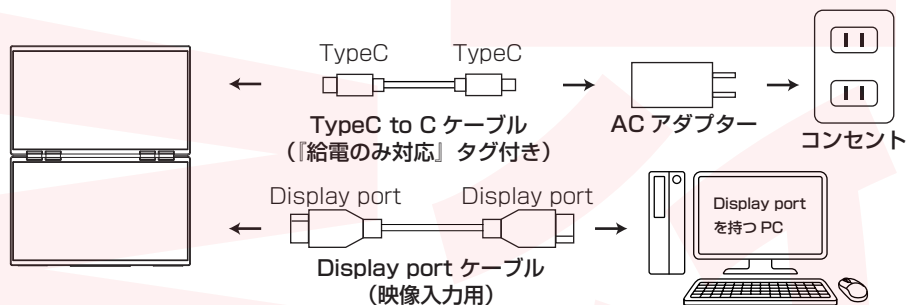 TypeC TypeC
TypeC to C ケーブル
(『給電のみ対応』 タグ付き)
AC アダプター
コンセント
Display port Display port
Display port ケーブル
(映像入力用)
Display port
を持つ PC